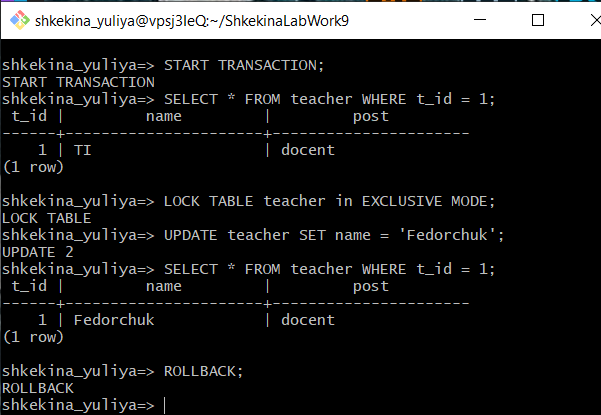 shkekina_yuliya@vpsj3IeQ:~/ShkekinaLabWork9
shkekina_yuliya=> START TRANSACTION;
START TRANSACTION
shkekina_yuliya=> SELECT * FROM teacher WHERE t_id = 1;
 t_id |         name         |         post
------+----------------------+----------------------
    1 | TI                   | docent
(1 row)
shkekina_yuliya=> LOCK TABLE teacher in EXCLUSIVE MODE;
LOCK TABLE
shkekina_yuliya=> UPDATE teacher SET name = 'Fedorchuk';
UPDATE 2
shkekina_yuliya=> SELECT * FROM teacher WHERE t_id = 1;
 t_id |         name         |         post
------+----------------------+----------------------
    1 | Fedorchuk            | docent
(1 row)
shkekina_yuliya=> ROLLBACK;
ROLLBACK
shkekina_yuliya=>